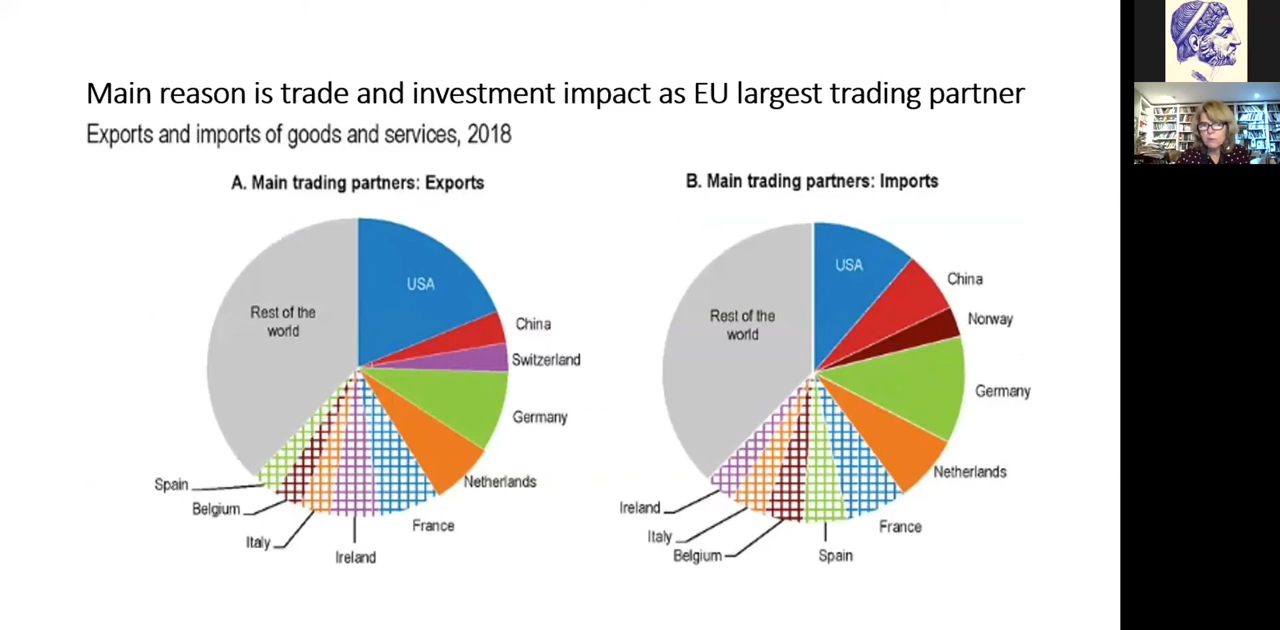 Main reason is trade and investment impact as EU largest trading partner
Exports and imports of goods and services, 2018
A. Main trading partners: Exports
USA
China
Switzerland
Germany
Netherlands
France
Ireland
Italy
Belgium
Spain
Rest of the world
B. Main trading partners: Imports
USA
China
Norway
Germany
Netherlands
France
Spain
Belgium
Italy
Ireland
Rest of the world